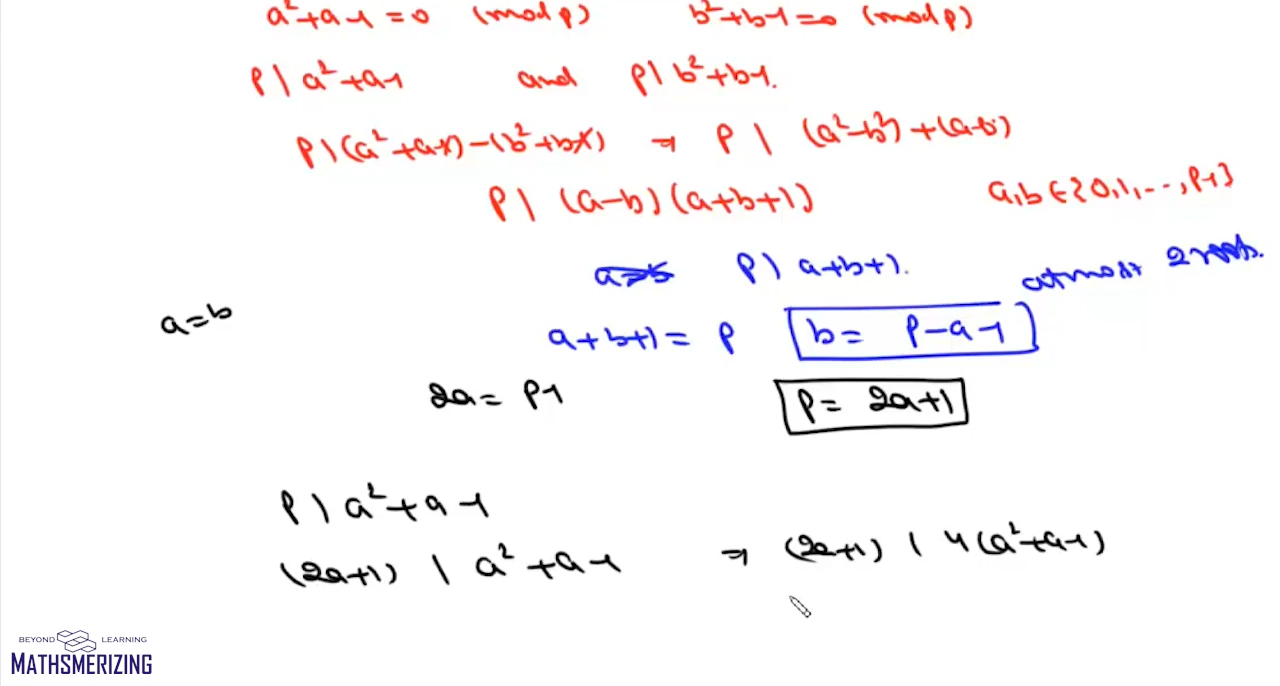 a²+a-1=0 (mod p) b²+b-1=0 (mod p)
P | a²+a-1 and p | b²+b-1.
P | (a²+a-1)-(b²+b-1) ⇒ P | (a²-b²)+(a-b)
P | (a-b)(a+b+1) a,b∈{0,1,--,P-1}
a=b P | a+b+1. atmost 2 roots.
a=b
a+b+1= P b= P-a-1
2a= P-1 P= 2a+1
P | a²+a-1
(2a+1) | a²+a-1 ⇒ (2a+1) | 4(a²+a-1)
BEYOND LEARNING
MATHSMERIZING